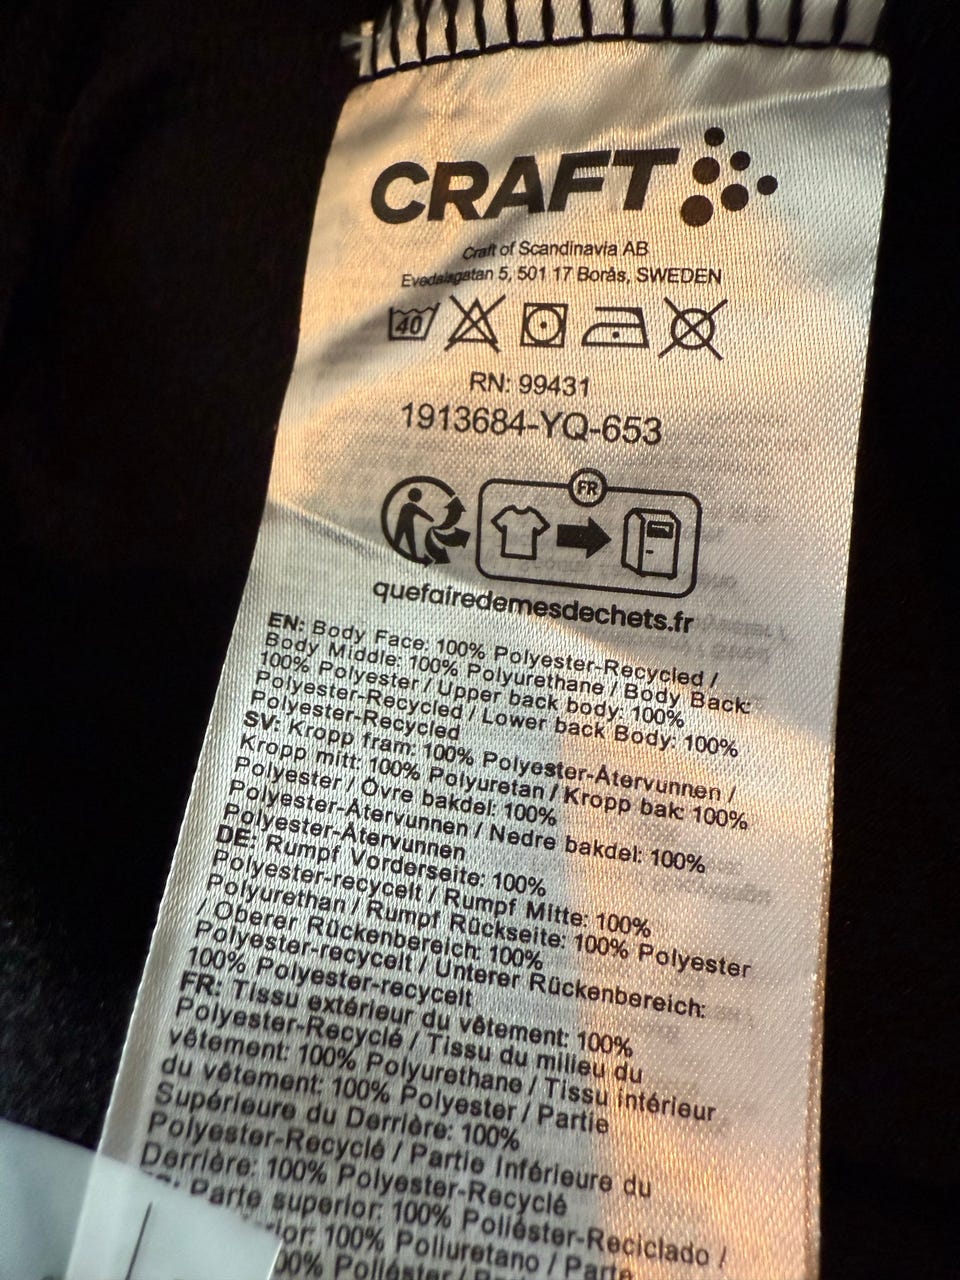 CRAFT
Craft of Scandinavia AB
Evedalsgatan 5, 501 17 Borås, SWEDEN
40
RN: 99431
1913684-YQ-653
FR
quefairedemesdechets.fr
EN: Body Face: 100% Polyester-Recycled /
Body Middle: 100% Polyurethane / Body Back:
100% Polyester / Upper back body: 100%
Polyester-Recycled / Lower back Body: 100%
Polyester-Recycled
SV: Kropp fram: 100% Polyester-Återvunnen /
Kropp mitt: 100% Polyuretan / Kropp bak: 100%
Polyester / Övre bakdel: 100%
Polyester-Återvunnen / Nedre bakdel: 100%
Polyester-Återvunnen
DE: Rumpf Vorderseite: 100%
Polyester-recycelt / Rumpf Mitte: 100%
Polyurethan / Rumpf Rückseite: 100% Polyester
/ Oberer Rückenbereich: 100%
Polyester-recycelt / Unterer Rückenbereich:
100% Polyester-recycelt
FR: Tissu extérieur du vêtement: 100%
Polyester-Recyclé / Tissu du milieu du
vêtement: 100% Polyurethane / Tissu intérieur
du vêtement: 100% Polyester / Partie
Supérieure du Derrière: 100%
Polyester-Recyclé / Partie Inférieure du
Derrière: 100% Polyester-Recyclé
Parte superior: 100% Poliéster-Reciclado /
100% Poliuretano / Parte
Poliéster /